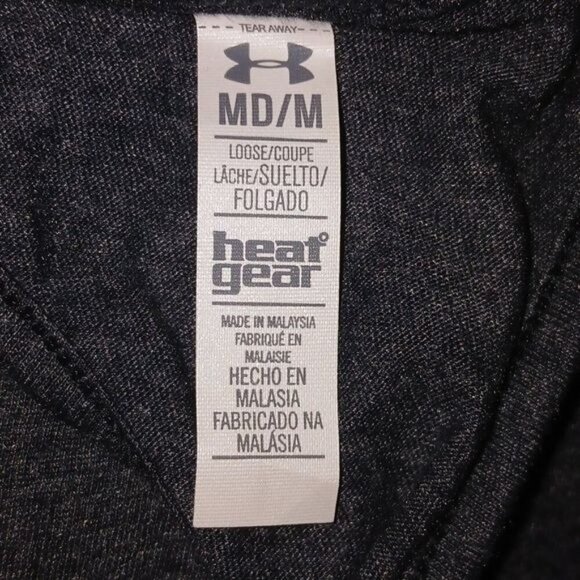 TEAR AWAY
MD/M
LOOSE/COUPE
LÂCHE/SUELTO/
FOLGADO
heat
gear
MADE IN MALAYSIA
FABRIQUÉ EN
MALAISIE
HECHO EN
MALASIA
FABRICADO NA
MALÁSIA